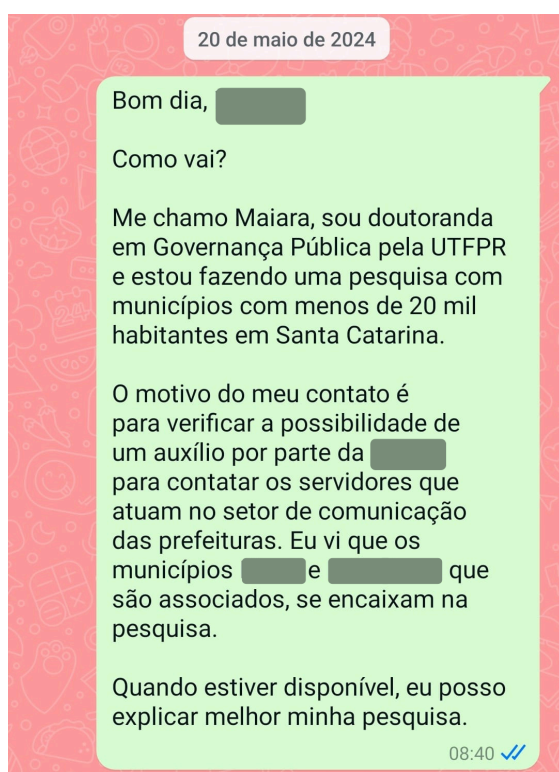 20 de maio de 2024
Bom dia,
Como vai?
Me chamo Maiara, sou doutoranda
em Governança Pública pela UTFPR
e estou fazendo uma pesquisa com
municípios com menos de 20 mil
habitantes em Santa Catarina.
O motivo do meu contato é
para verificar a possibilidade de
um auxílio por parte da
para contatar os servidores que
atuam no setor de comunicação
das prefeituras. Eu vi que os
municípios e que
são associados, se encaixam na
pesquisa.
Quando estiver disponível, eu posso
explicar melhor minha pesquisa.
08:40